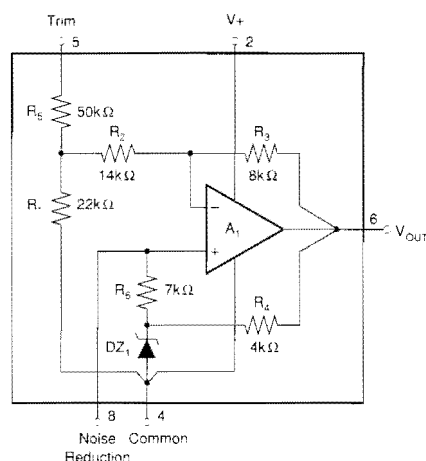 Trim
V+
5
2
R5
50kΩ
R2
R3
14kΩ
8kΩ
R
22kΩ
−
A1
+
6
VOUT
R6
7kΩ
R4
DZ1
4kΩ
8
4
Noise
Common
Reduction